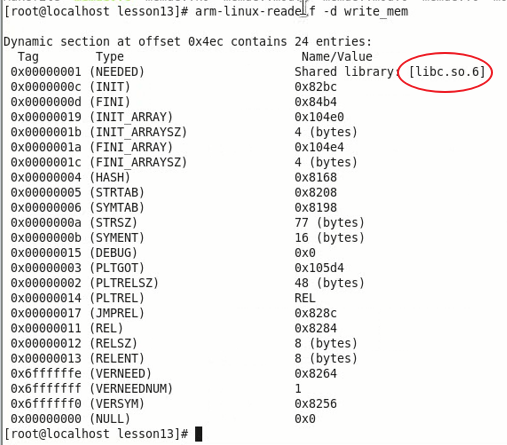 [root@localhost lesson13]# arm-linux-readelf -d write_mem
Dynamic section at offset 0x4ec contains 24 entries:
Tag Type Name/Value
0x00000001 (NEEDED) Shared library: [libc.so.6]
0x0000000c (INIT) 0x82bc
0x0000000d (FINI) 0x84b4
0x00000019 (INIT_ARRAY) 0x104e0
0x0000001b (INIT_ARRAYSZ) 4 (bytes)
0x0000001a (FINI_ARRAY) 0x104e4
0x0000001c (FINI_ARRAYSZ) 4 (bytes)
0x00000004 (HASH) 0x8168
0x00000005 (STRTAB) 0x8208
0x00000006 (SYMTAB) 0x8198
0x0000000a (STRSZ) 77 (bytes)
0x0000000b (SYMENT) 16 (bytes)
0x00000015 (DEBUG) 0x0
0x00000003 (PLTGOT) 0x105d4
0x00000002 (PLTRELSZ) 48 (bytes)
0x00000014 (PLTREL) REL
0x00000017 (JMPREL) 0x828c
0x00000011 (REL) 0x8284
0x00000012 (RELSZ) 8 (bytes)
0x00000013 (RELENT) 8 (bytes)
0x6ffffffe (VERNEED) 0x8264
0x6fffffff (VERNEEDNUM) 1
0x6ffffff0 (VERSYM) 0x8256
0x00000000 (NULL) 0x0
[root@localhost lesson13]#